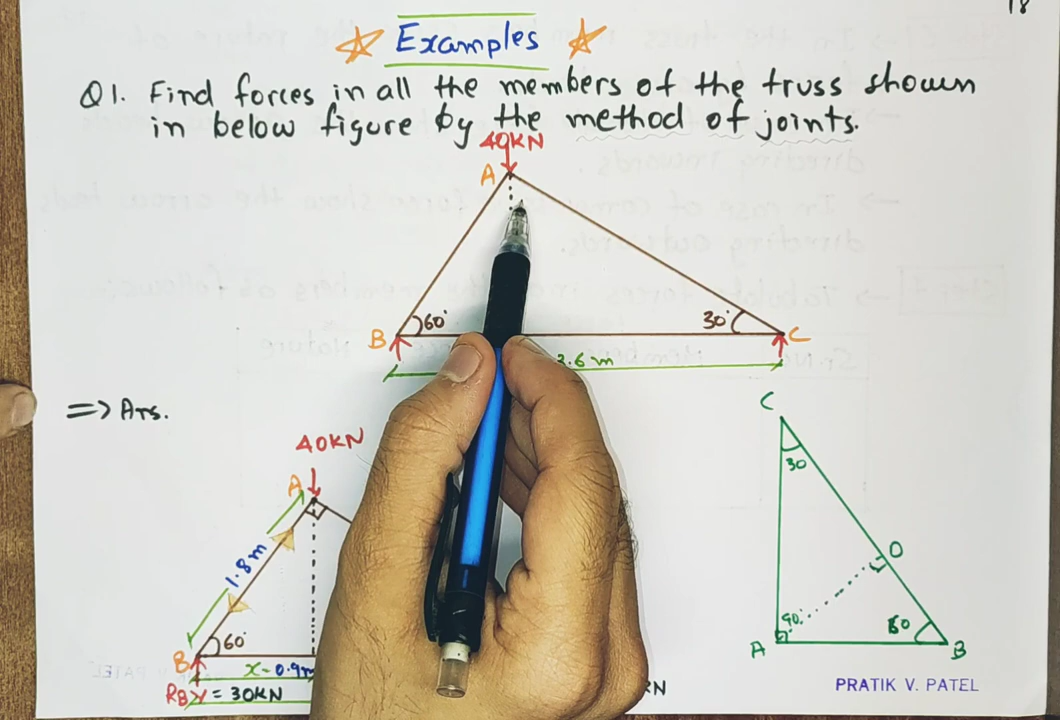 18
Examples
Q1. Find forces in all the members of the truss shown
in below figure by the method of joints.
40KN
A
B 60° 30° C
3.6m
=> Ans.
40KN
A
1.8m
B 60°
x=0.9m
RBY = 30KN
C
30
O
90°
A 60 B
PRATIK V. PATEL